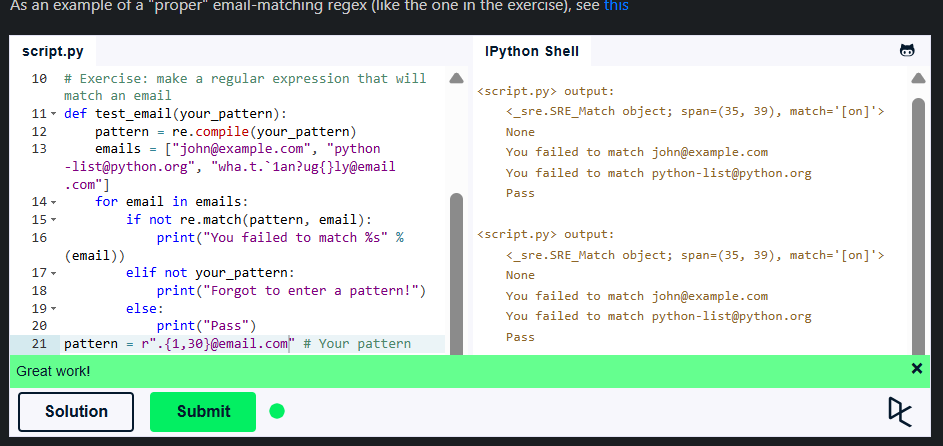 As an example of a "proper" email-matching regex (like the one in the exercise), see this
script.py
10 # Exercise: make a regular expression that will
match an email
11 def test_email(your_pattern):
12     pattern = re.compile(your_pattern)
13     emails = ["john@example.com", "python
-list@python.org", "wha.t.`1an?ug{}ly@email
.com"]
14     for email in emails:
15         if not re.match(pattern, email):
16             print("You failed to match %s" %
(email))
17         elif not your_pattern:
18             print("Forgot to enter a pattern!")
19         else:
20             print("Pass")
21 pattern = r".{1,30}@email.com" # Your pattern
IPython Shell
<script.py> output:
    <_sre.SRE_Match object; span=(35, 39), match='[on]'>
    None
    You failed to match john@example.com
    You failed to match python-list@python.org
    Pass
<script.py> output:
    <_sre.SRE_Match object; span=(35, 39), match='[on]'>
    None
    You failed to match john@example.com
    You failed to match python-list@python.org
    Pass
Great work!
Solution
Submit